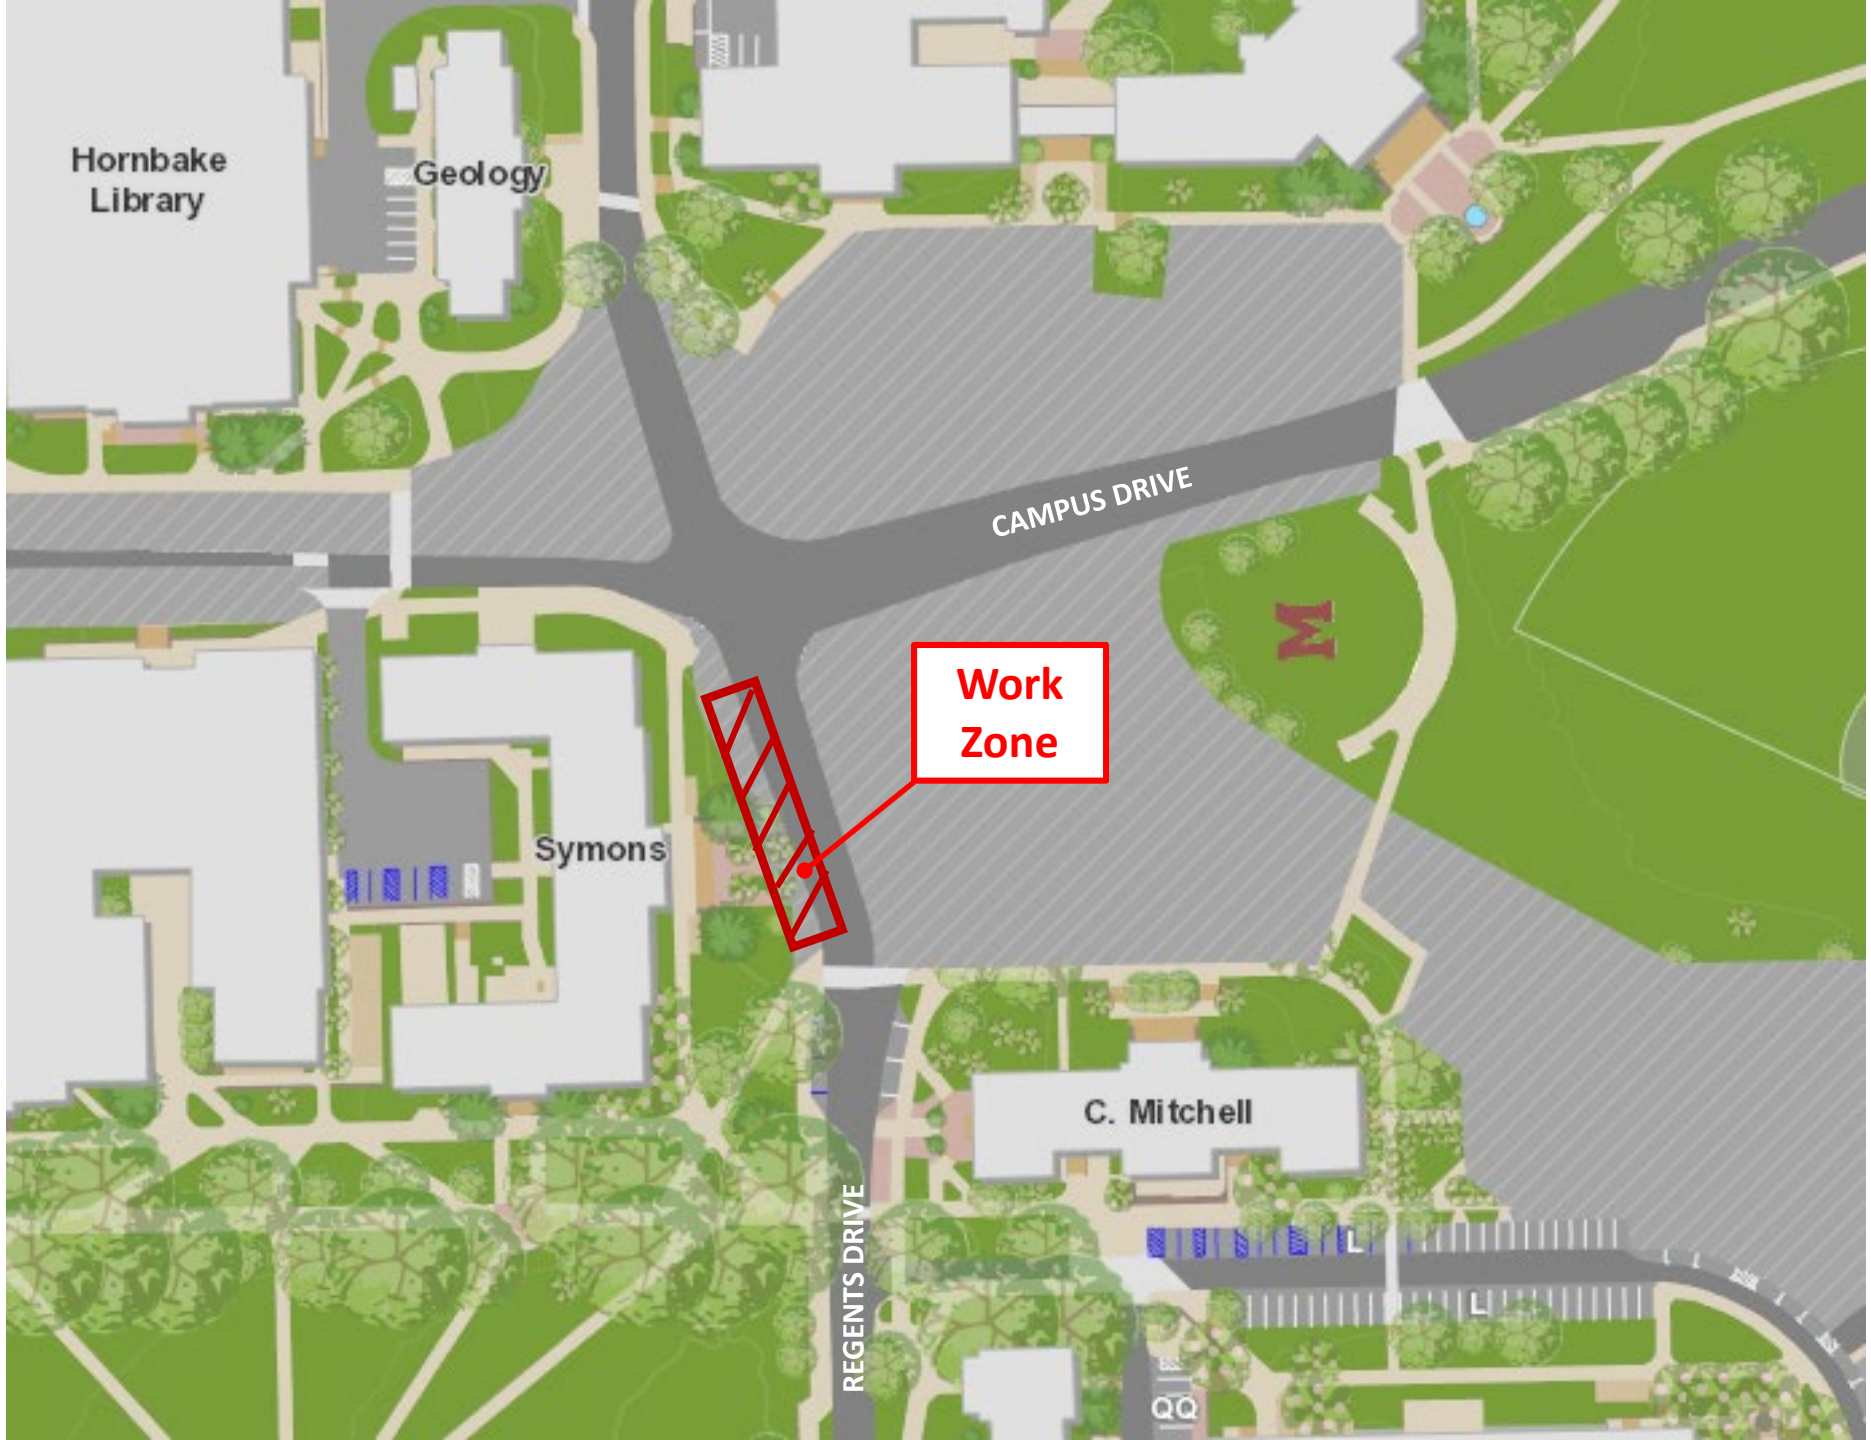 Hornbake
Library
Geology
CAMPUS DRIVE
M
Work
Zone
Symons
C. Mitchell
REGENTS DRIVE
L
L
QQ